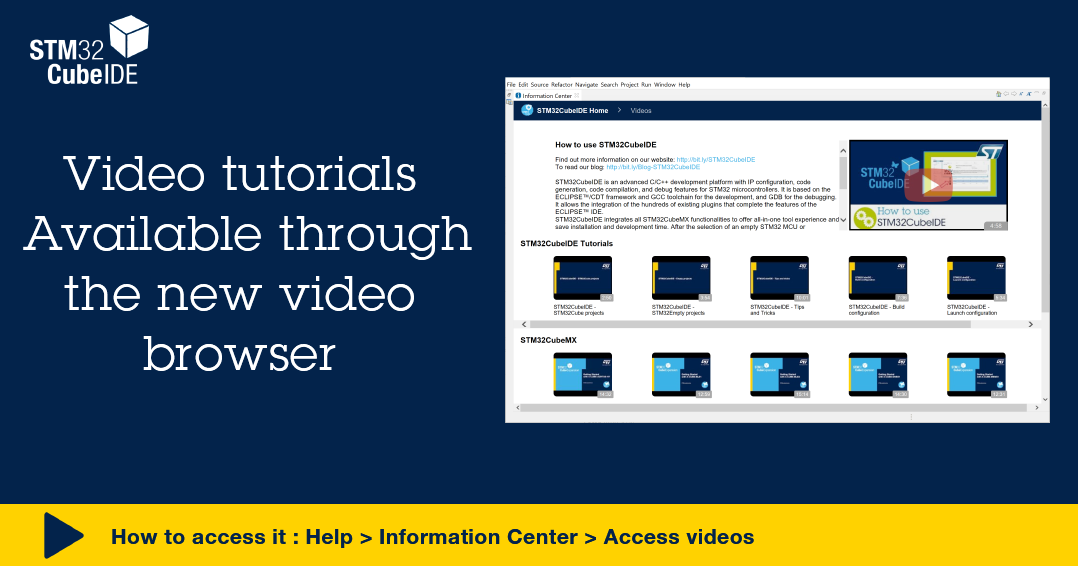 STM32
CubeIDE
Video tutorials
Available through
the new video
browser
File Edit Source Refactor Navigate Search Project Run Window Help
Information Center
STM32CubeIDE Home > Videos
How to use STM32CubeIDE
Find out more information on our website: http://bit.ly/STM32CubeIDE
To read our blog: http://bit.ly/Blog-STM32CubeIDE
STM32CubeIDE is an advanced C/C++ development platform with IP configuration, code
generation, code compilation, and debug features for STM32 microcontrollers. It is based on the
ECLIPSE™/CDT framework and GCC toolchain for the development, and GDB for the debugging.
It allows the integration of the hundreds of existing plugins that complete the features of the
ECLIPSE™ IDE.
STM32CubeIDE integrates all STM32CubeMX functionalities to offer all-in-one tool experience and
save installation and development time. After the selection of an empty STM32 MCU or
STM32
CubeIDE
How to use
STM32CubeIDE
4:58
STM32CubeIDE Tutorials
STM32CubeIDE -
STM32Cube projects
STM32CubeIDE -
STM32Empty projects
STM32CubeIDE - Tips
and Tricks
STM32CubeIDE - Build
configuration
STM32CubeIDE -
Launch configuration
STM32CubeMX
How to access it : Help > Information Center > Access videos